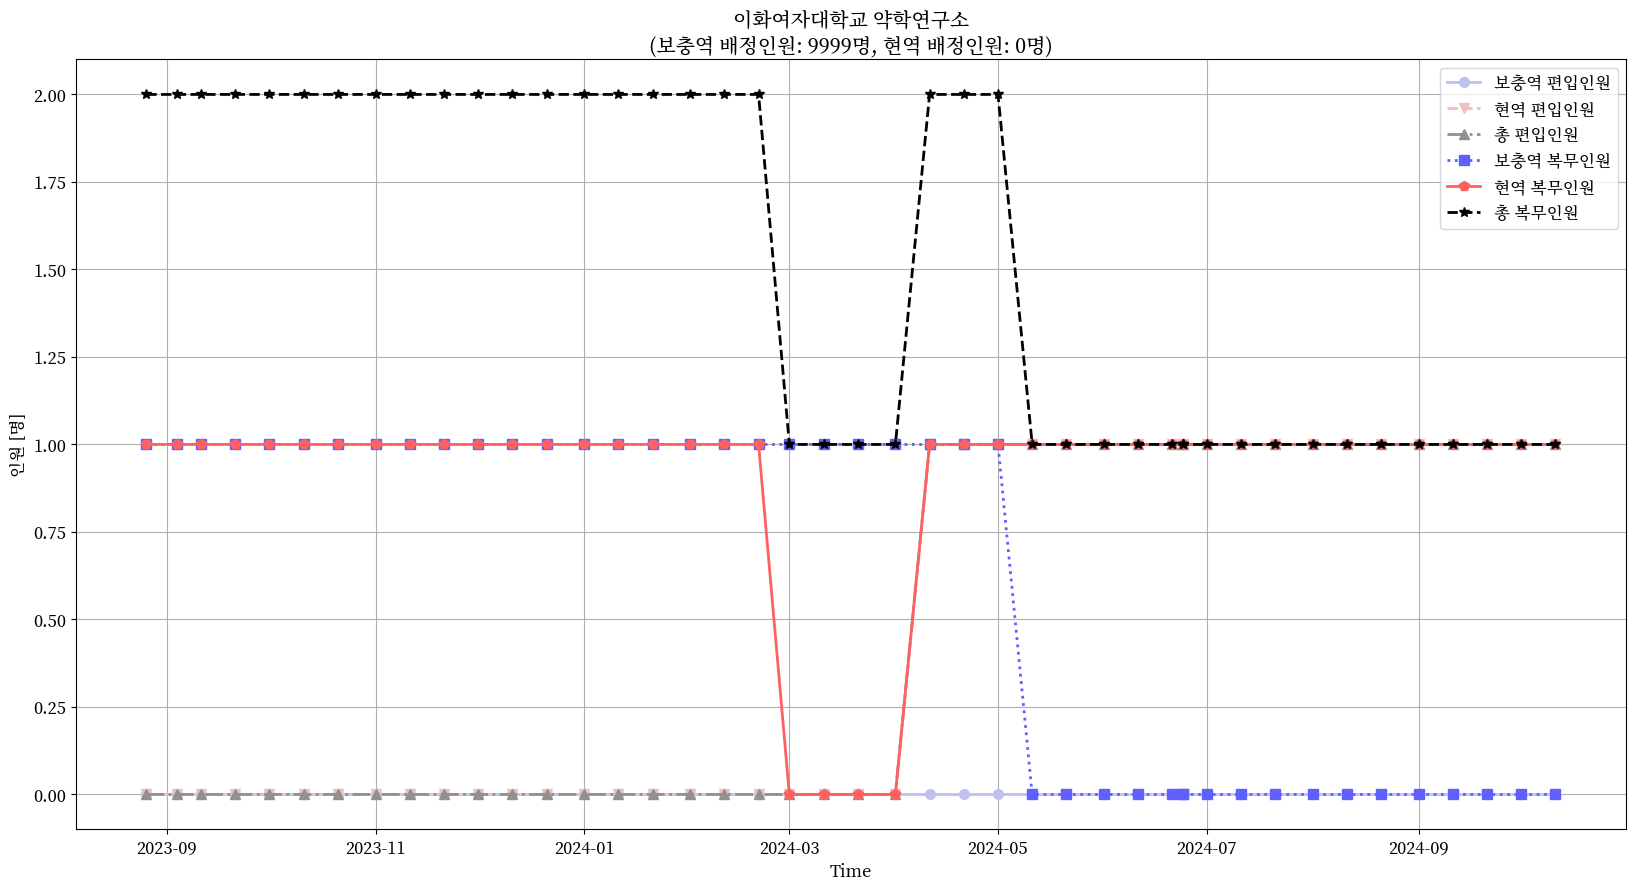 이화여자대학교 약학연구소
(보충역 배정인원: 9999명, 현역 배정인원: 0명)
보충역 편입인원
현역 편입인원
총 편입인원
보충역 복무인원
현역 복무인원
총 복무인원
인원 [명]
2.00
1.75
1.50
1.25
1.00
0.75
0.50
0.25
0.00
2023-09
2023-11
2024-01
2024-03
2024-05
2024-07
2024-09
Time